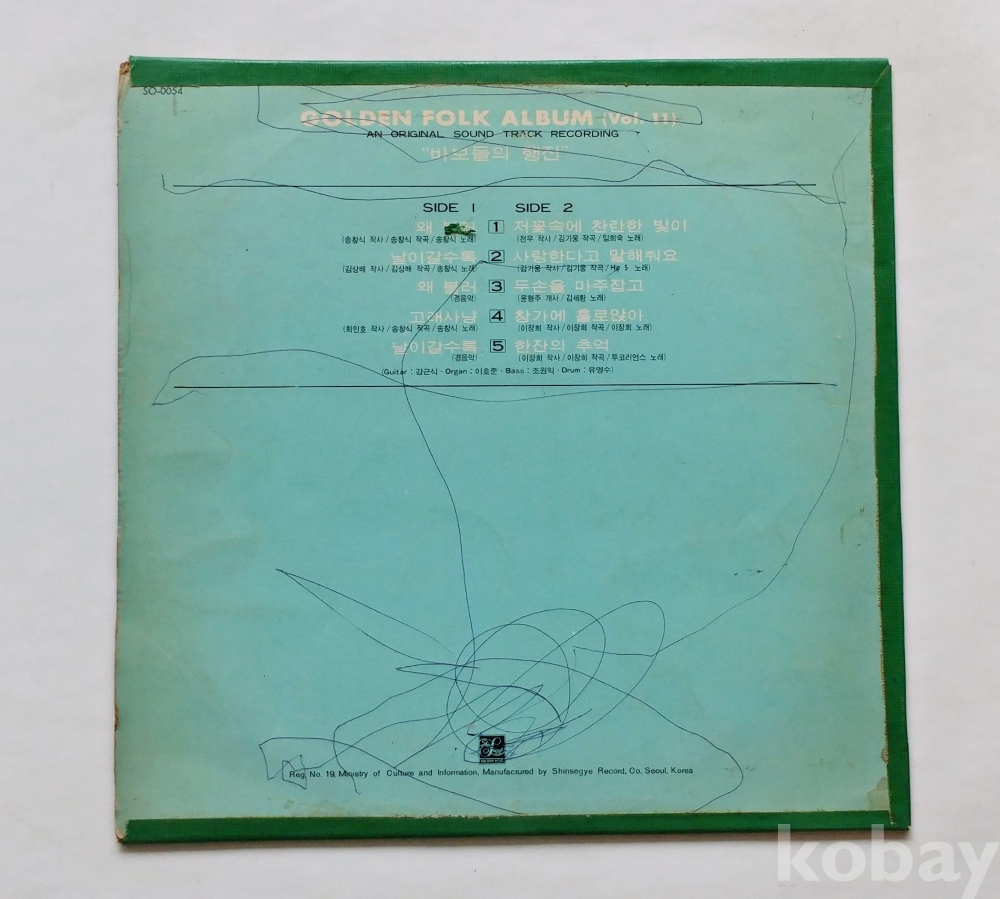 SO-0054
GOLDEN FOLK ALBUM (Vol. 11)
AN ORIGINAL SOUND TRACK RECORDING
"바보들의 행진"
SIDE 1 SIDE 2
왜 1 저꽃속에 찬란한 빛이
(송창식 작사/송창식 작곡/송창식 노래) (전우 작사/김기웅 작곡/임희숙 노래)
날이갈수록 2 사랑한다고 말해줘요
(김상배 작사/김상배 작곡/송창식 노래) (김기웅 작사/김기웅 작곡/He 5 노래)
왜 불러 3 두손을 마주잡고
(경음악) (윤형주 개사/김세환 노래)
고래사냥 4 창가에 홀로앉아
(최인호 작사/송창식 작곡/송창식 노래) (이장희 작사/이장희 작곡/이장희 노래)
날이갈수록 5 한잔의 추억
(경음악) (이장희 작사/이장희 작곡/투코리언스 노래)
(Guitar : 강근식 · Organ : 이호준 · Bass : 조원익 · Drum : 유영수)
Reg. No. 19, Ministry of Culture and Information, Manufactured by Shinsegye Record, Co. Seoul, Korea
kobay